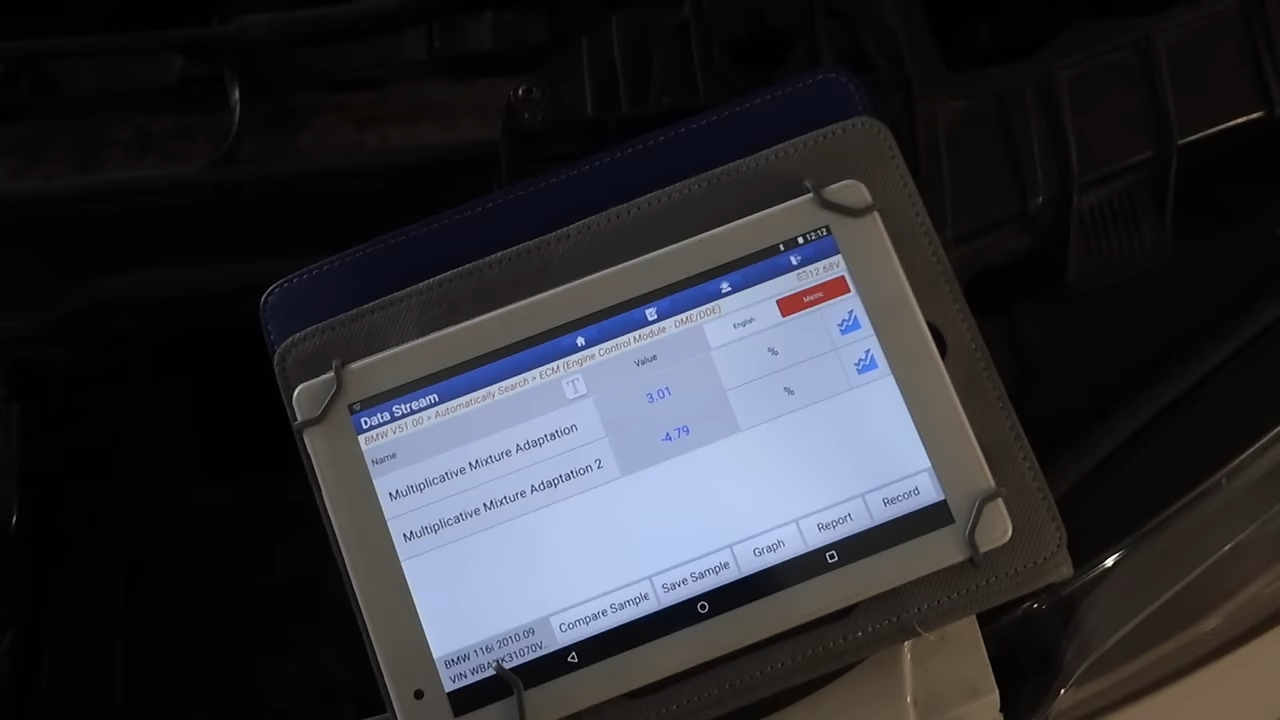 12:12
Data Stream
12.68V
BMW V51.00 > Automatically Search > ECM (Engine Control Module - DME/DDE)
Name
T
Value
English
Metric
Multiplicative Mixture Adaptation
3.01
%
Multiplicative Mixture Adaptation 2
-4.79
%
Compare Sample
Save Sample
Graph
Report
Record
BMW 116i 2010.09
VIN